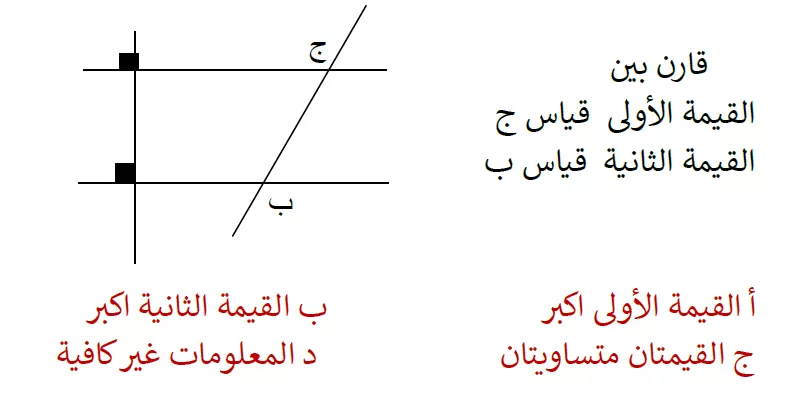 قارن بين
القيمة الأولى قياس ج
القيمة الثانية قياس ب
ج
ب
أ القيمة الأولى اكبر
ب القيمة الثانية اكبر
ج القيمتان متساويتان
د المعلومات غير كافية